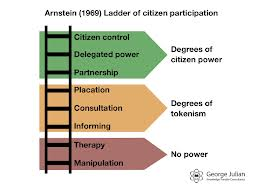 Arnstein (1969) Ladder of citizen participation
Citizen control
Delegated power
Partnership
Degrees of
citizen power
Placation
Consultation
Informing
Degrees of
tokenism
Therapy
Manipulation
No power
George Julian